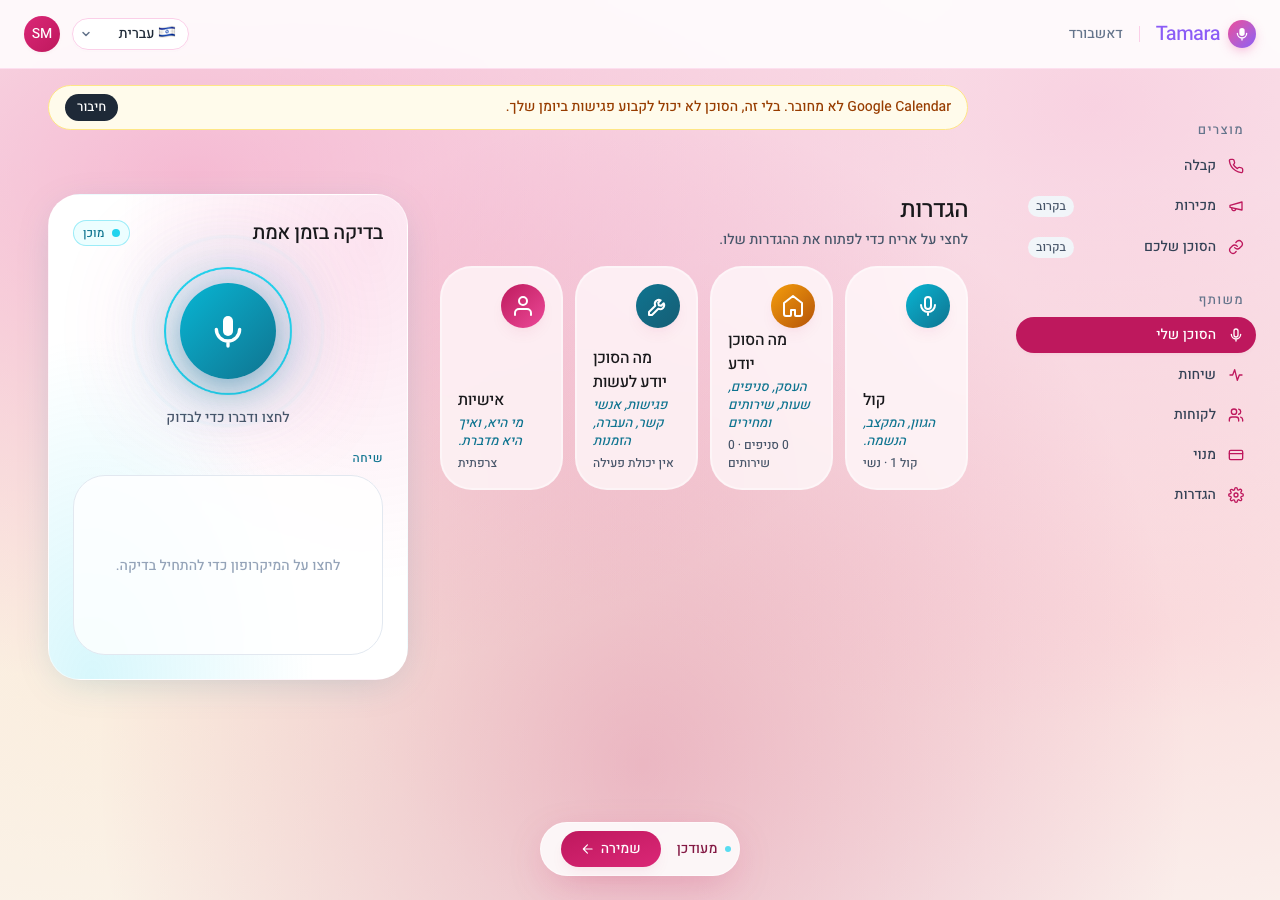 Tamara
דאשבורד
עברית
SM
Google Calendar לא מחובר. בלי זה, הסוכן לא יכול לקבוע פגישות ביומן שלך.
חיבור
מוצרים
קבלה
מכירות
בקרוב
הסוכן שלכם
בקרוב
משותף
הסוכן שלי
שיחות
לקוחות
מנוי
הגדרות
הגדרות
לחצי על אריח כדי לפתוח את ההגדרות שלו.
קול
הגוון, המקצב,
הנשמה.
קול 1 · נשי
מה הסוכן
יודע
העסק, סניפים,
שעות, שירותים
ומחירים
0 סניפים · 0
שירותים
מה הסוכן
יודע לעשות
פגישות, אנשי
קשר, העברה,
הזמנות
אין יכולת פעילה
אישיות
מי היא, ואיך
היא מדברת.
צרפתית
בדיקה בזמן אמת
מוכן
לחצו ודברו כדי לבדוק
שיחה
לחצו על המיקרופון כדי להתחיל בדיקה.
מעודכן
שמירה